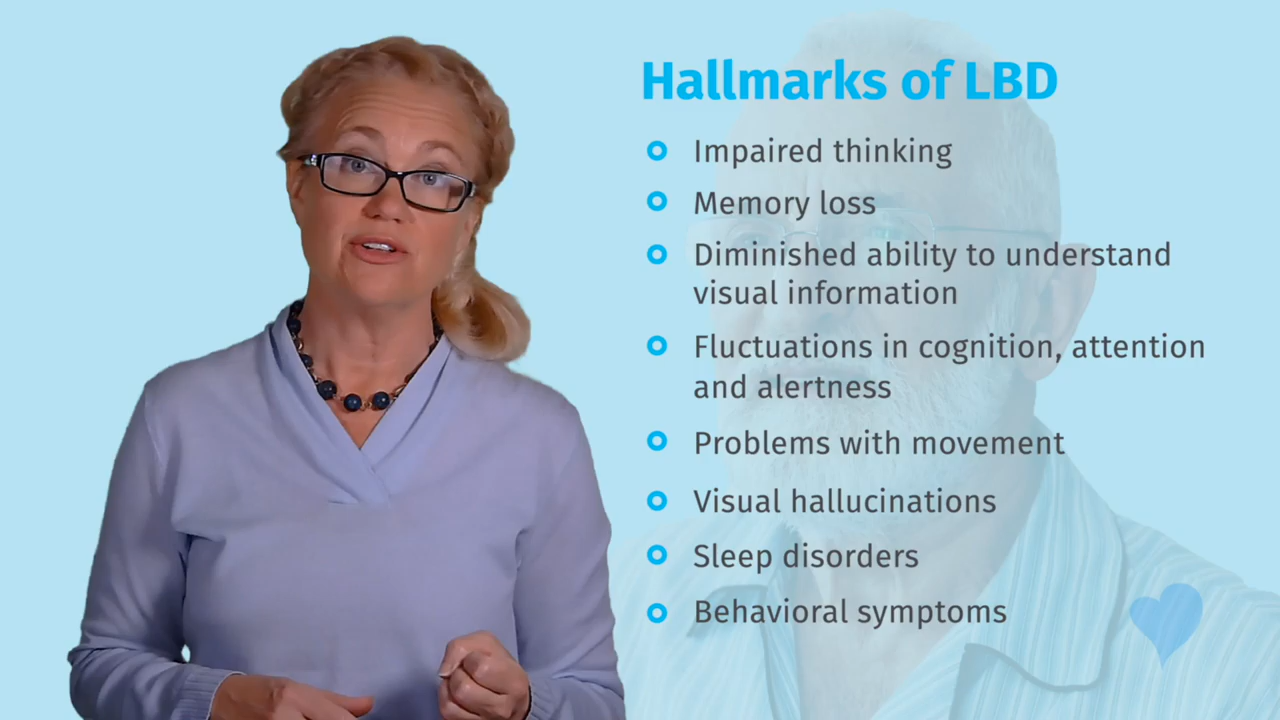 Hallmarks of LBD
Impaired thinking
Memory loss
Diminished ability to understand
visual information
Fluctuations in cognition, attention
and alertness
Problems with movement
Visual hallucinations
Sleep disorders
Behavioral symptoms